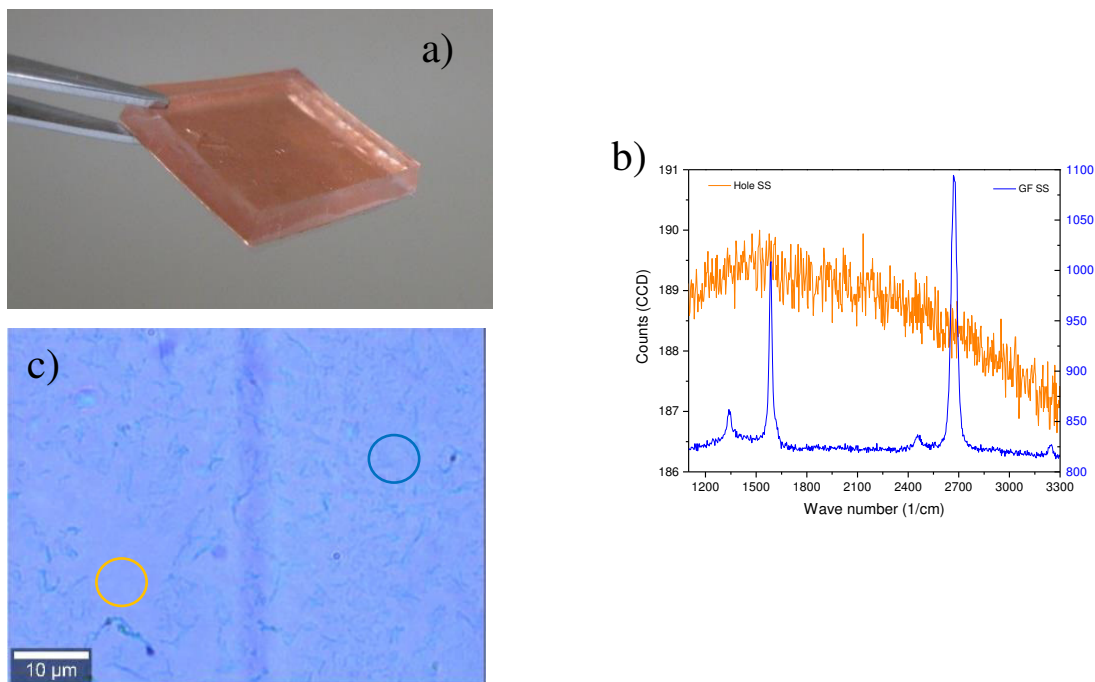 a)
b)
191
190
189
188
187
186
Counts (CCD)
Hole SS
GF SS
1100
1050
1000
950
900
850
800
1200 1500 1800 2100 2400 2700 3000 3300
Wave number (1/cm)
c)
10 µm